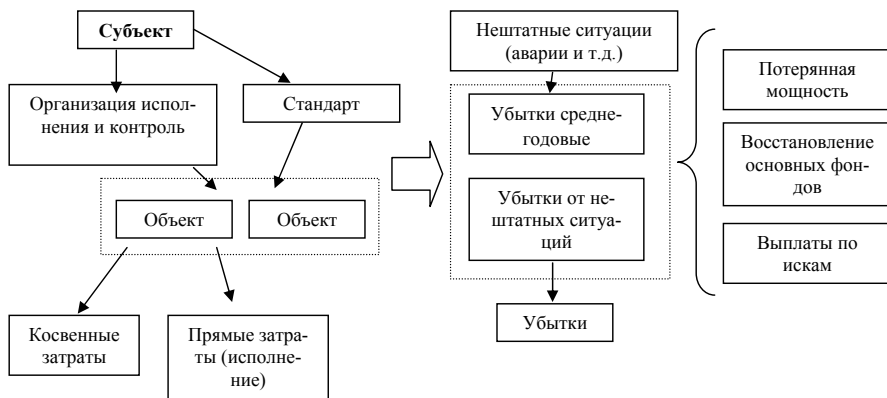 Субъект
Организация испол-
нения и контроль
Стандарт
Объект
Объект
Косвенные
затраты
Прямые затра-
ты (исполне-
ние)
Нештатные ситуации
(аварии и т.д.)
Убытки средне-
годовые
Убытки от не-
штатных ситуа-
ций
Убытки
Потерянная
мощность
Восстановление
основных фон-
дов
Выплаты по
искам